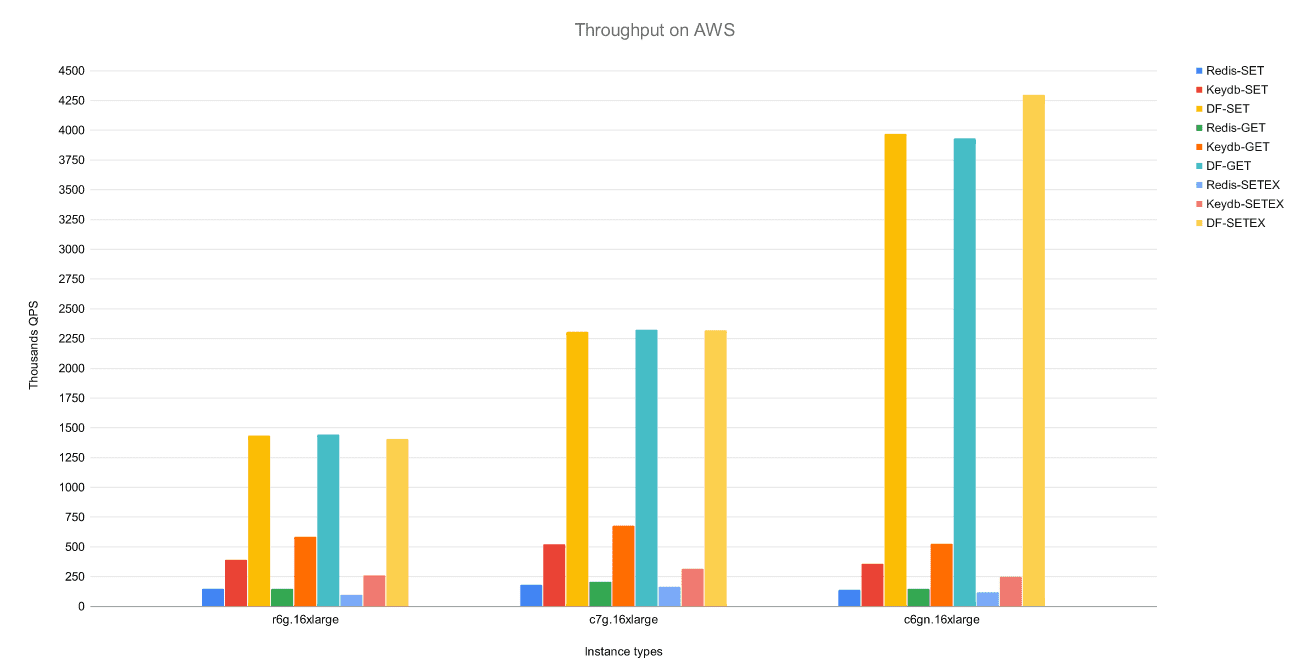 Throughput on AWS
4500
4250
4000
3750
3500
3250
3000
2750
2500
2250
2000
1750
1500
1250
1000
750
500
250
0
Thousands QPS
r6g.16xlarge
c7g.16xlarge
c6gn.16xlarge
Instance types
Redis-SET
Keydb-SET
DF-SET
Redis-GET
Keydb-GET
DF-GET
Redis-SETEX
Keydb-SETEX
DF-SETEX